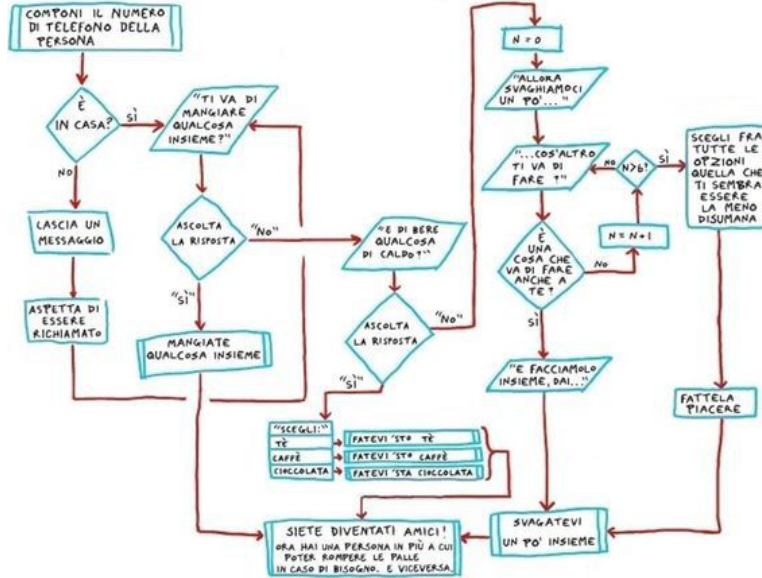 COMPONI IL NUMERO
DI TELEFONO DELLA
PERSONA
È
IN CASA?
SÌ
NO
LASCIA UN
MESSAGGIO
ASPETTA DI
ESSERE
RICHIAMATO
"TI VA DI
MANGIARE
QUALCOSA
INSIEME?"
ASCOLTA
LA RISPOSTA
"NO"
"SÌ"
MANGIATE
QUALCOSA INSIEME
"E DI BERE
QUALCOSA
DI CALDO?"
ASCOLTA
LA RISPOSTA
"NO"
"SÌ"
"SCEGLI:"
TÈ
FATEVI 'STO TÈ
CAFFÈ
FATEVI 'STO CAFFÈ
CIOCCOLATA
FATEVI 'STA CIOCCOLATA
N = 0
"ALLORA
SVAGHIAMOCI
UN PO'..."
"...COS'ALTRO
TI VA DI
FARE?"
È
UNA
COSA CHE
VA DI FARE
ANCHE A
TE?
NO
N = N+1
N>6?
NO
SÌ
SCEGLI FRA
TUTTE LE
OPZIONI
QUELLA CHE
TI SEMBRA
ESSERE
LA MENO
DISUMANA
FATTELA
PIACERE
SÌ
"E FACCIAMOLO
INSIEME, DAI..."
SVAGATEVI
UN PO' INSIEME
SIETE DIVENTATI AMICI!
ORA HAI UNA PERSONA IN PIÙ A CUI
POTER ROMPERE LE PALLE
IN CASO DI BISOGNO. E VICEVERSA.